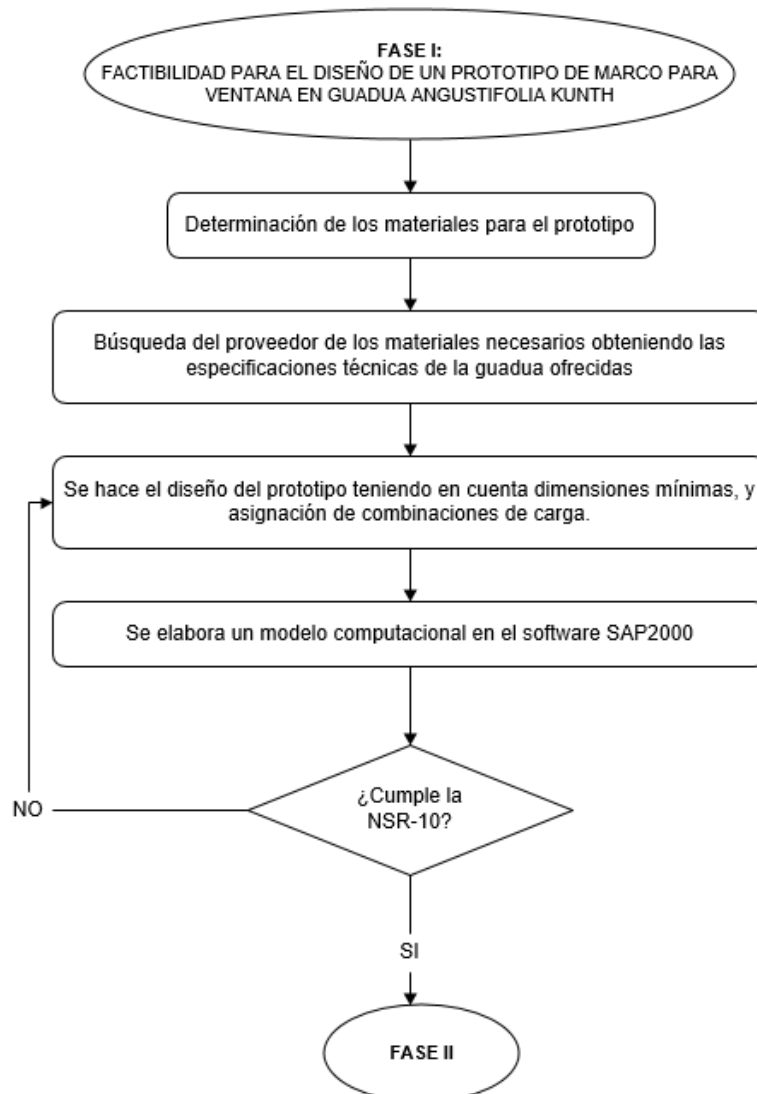 FASE I:
FACTIBILIDAD PARA EL DISEÑO DE UN PROTOTIPO DE MARCO PARA
VENTANA EN GUADUA ANGUSTIFOLIA KUNTH
Determinación de los materiales para el prototipo
Búsqueda del proveedor de los materiales necesarios obteniendo las
especificaciones técnicas de la guadua ofrecidas
Se hace el diseño del prototipo teniendo en cuenta dimensiones mínimas, y
asignación de combinaciones de carga.
Se elabora un modelo computacional en el software SAP2000
¿Cumple la
NSR-10?
NO
SI
FASE II